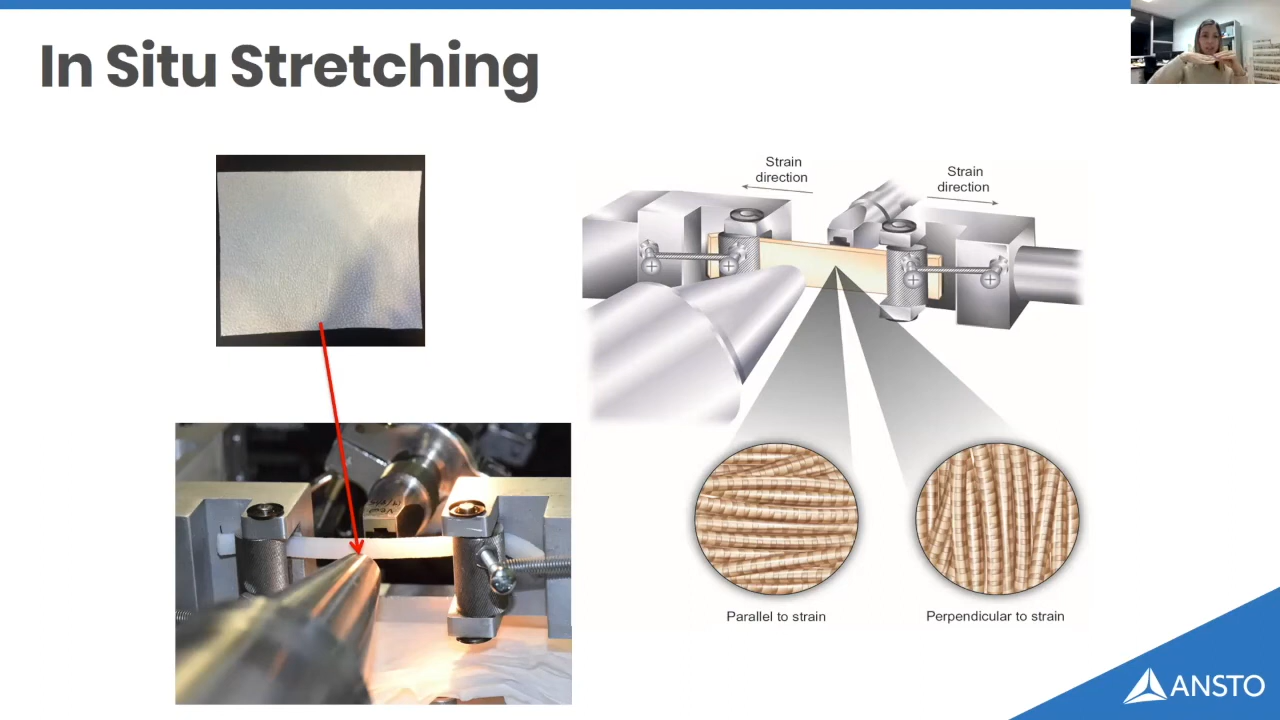 In Situ Stretching
Strain
direction
Strain
direction
Parallel to strain
Perpendicular to strain
ANSTO